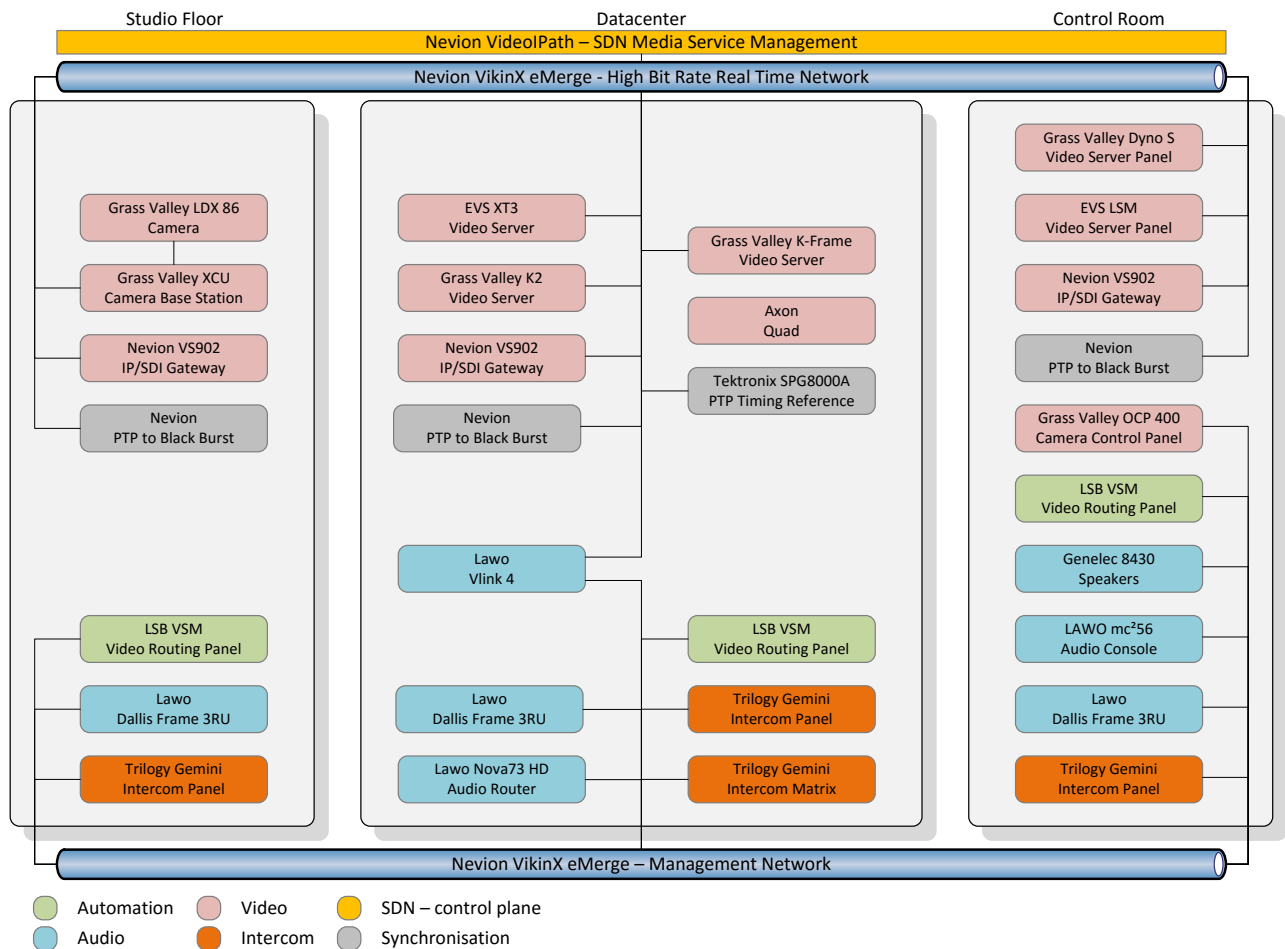 Studio Floor
Datacenter
Control Room
Nevion VideoIPath – SDN Media Service Management
Nevion VikinX eMerge - High Bit Rate Real Time Network
Grass Valley LDX 86
Camera
Grass Valley XCU
Camera Base Station
Nevion VS902
IP/SDI Gateway
Nevion
PTP to Black Burst
LSB VSM
Video Routing Panel
Lawo
Dallis Frame 3RU
Trilogy Gemini
Intercom Panel
EVS XT3
Video Server
Grass Valley K2
Video Server
Nevion VS902
IP/SDI Gateway
Nevion
PTP to Black Burst
Lawo
Vlink 4
Lawo
Dallis Frame 3RU
Lawo Nova73 HD
Audio Router
Grass Valley K-Frame
Video Server
Axon
Quad
Tektronix SPG8000A
PTP Timing Reference
LSB VSM
Video Routing Panel
Trilogy Gemini
Intercom Panel
Trilogy Gemini
Intercom Matrix
Grass Valley Dyno S
Video Server Panel
EVS LSM
Video Server Panel
Nevion VS902
IP/SDI Gateway
Nevion
PTP to Black Burst
Grass Valley OCP 400
Camera Control Panel
LSB VSM
Video Routing Panel
Genelec 8430
Speakers
LAWO mc²56
Audio Console
Lawo
Dallis Frame 3RU
Trilogy Gemini
Intercom Panel
Nevion VikinX eMerge – Management Network
Automation
Video
SDN – control plane
Audio
Intercom
Synchronisation